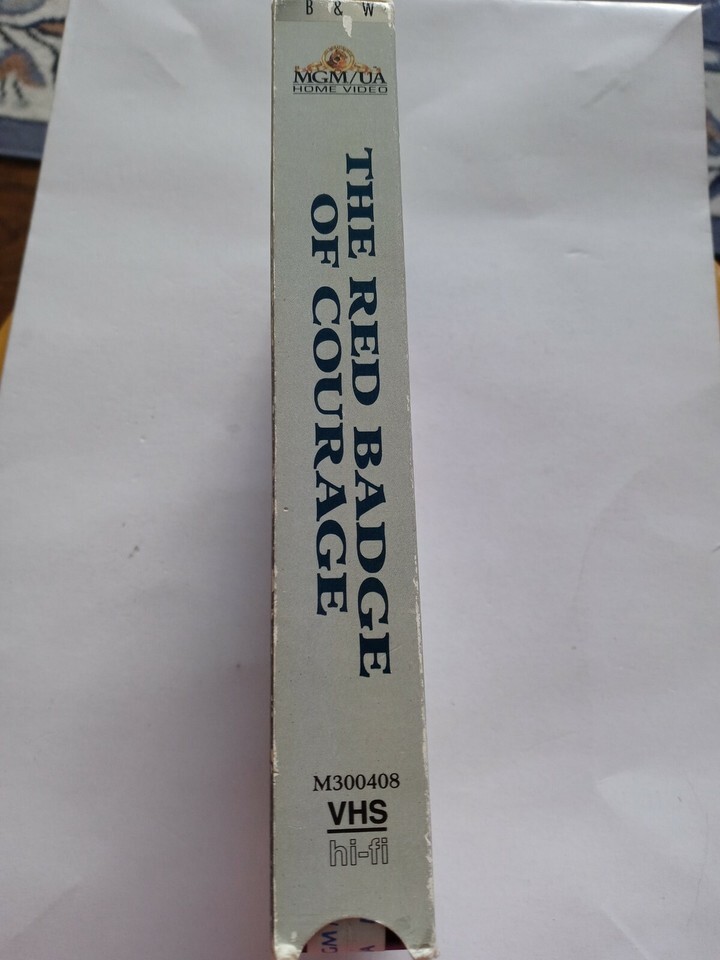 B & W
MGM/UA
HOME VIDEO
THE RED BADGE
OF COURAGE
M300408
VHS
hi-fi